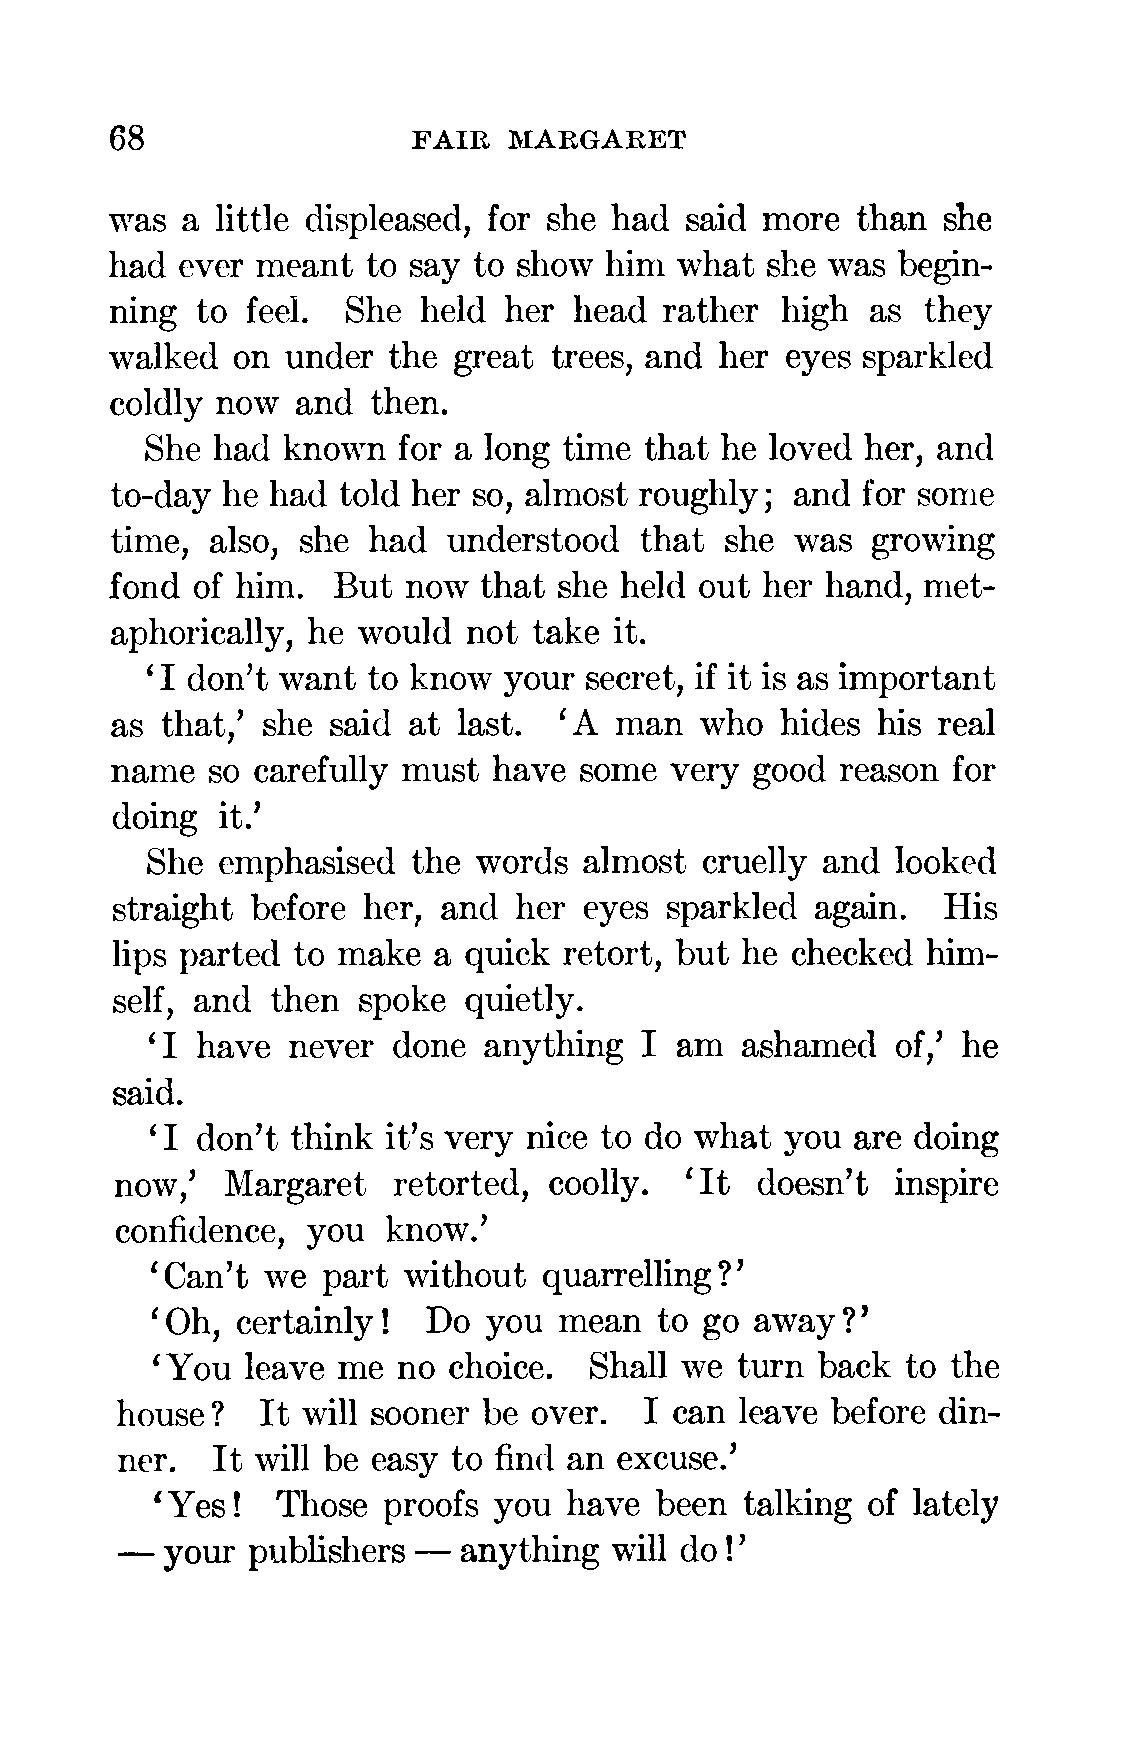 68 FAIR MARGARET
was a little displeased, for she had said more than she
had ever meant to say to show him what she was begin-
ning to feel. She held her head rather high as they
walked on under the great trees, and her eyes sparkled
coldly now and then.
She had known for a long time that he loved her, and
to-day he had told her so, almost roughly; and for some
time, also, she had understood that she was growing
fond of him. But now that she held out her hand, met-
aphorically, he would not take it.
‘I don’t want to know your secret, if it is as important
as that,’ she said at last. ‘A man who hides his real
name so carefully must have some very good reason for
doing it.’
She emphasised the words almost cruelly and looked
straight before her, and her eyes sparkled again. His
lips parted to make a quick retort, but he checked him-
self, and then spoke quietly.
‘I have never done anything I am ashamed of,’ he
said.
‘I don’t think it’s very nice to do what you are doing
now,’ Margaret retorted, coolly. ‘It doesn’t inspire
confidence, you know.’
‘Can’t we part without quarrelling?’
‘Oh, certainly! Do you mean to go away?’
‘You leave me no choice. Shall we turn back to the
house? It will sooner be over. I can leave before din-
ner. It will be easy to find an excuse.’
‘Yes! Those proofs you have been talking of lately
— your publishers — anything will do!’